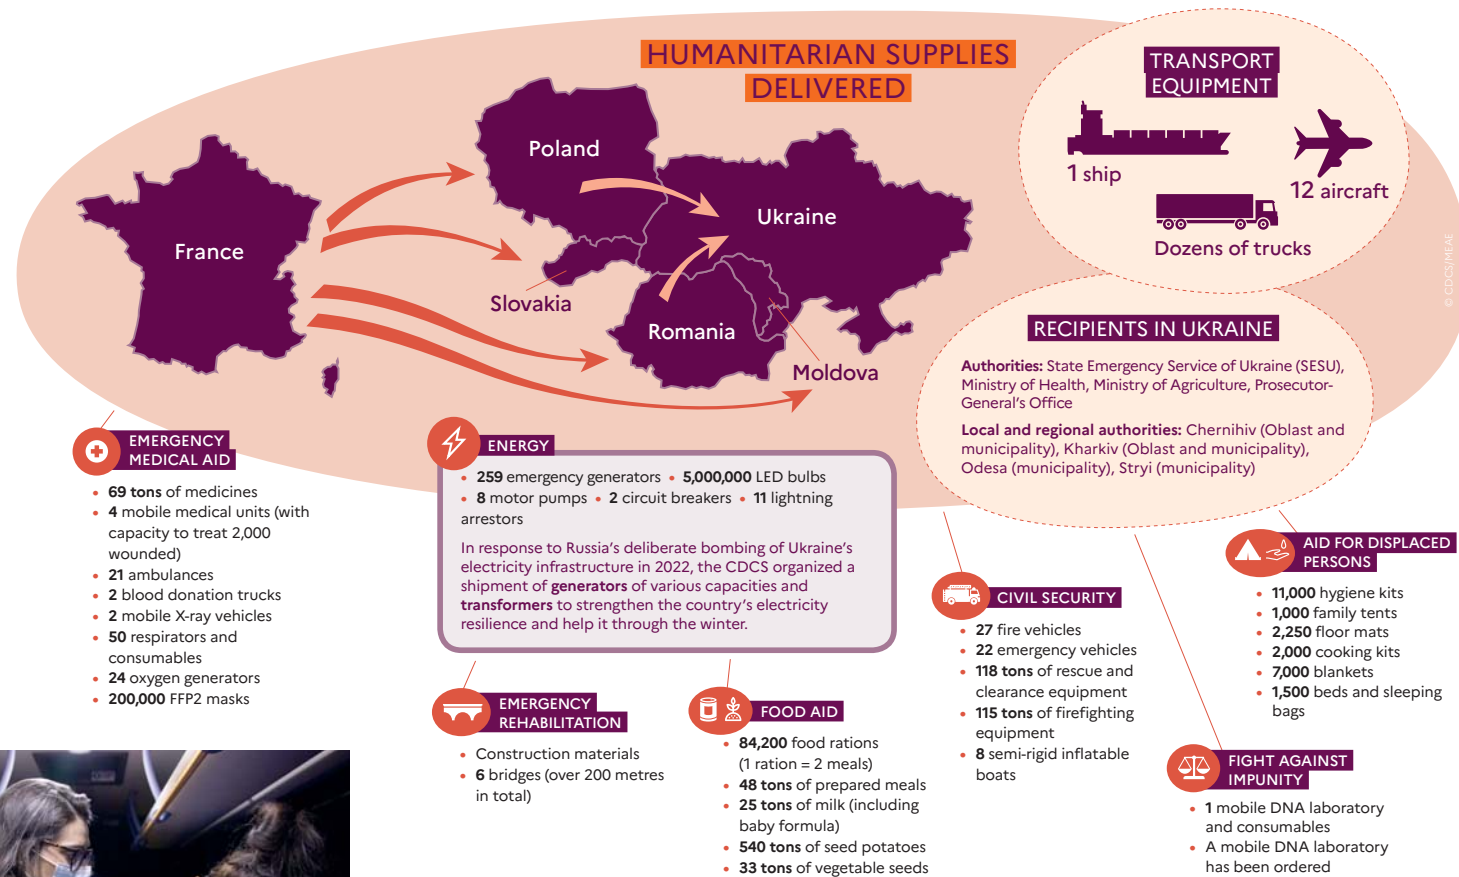 HUMANITARIAN SUPPLIES
DELIVERED
TRANSPORT
EQUIPMENT
1 ship
12 aircraft
Dozens of trucks
France
Poland
Ukraine
Slovakia
Romania
Moldova
© CDCS/MEAE
RECIPIENTS IN UKRAINE
Authorities: State Emergency Service of Ukraine (SESU),
Ministry of Health, Ministry of Agriculture, Prosecutor-
General's Office
Local and regional authorities: Chernihiv (Oblast and
municipality), Kharkiv (Oblast and municipality),
Odesa (municipality), Stryi (municipality)
EMERGENCY
MEDICAL AID
• 69 tons of medicines
• 4 mobile medical units (with
capacity to treat 2,000
wounded)
• 21 ambulances
• 2 blood donation trucks
• 2 mobile X-ray vehicles
• 50 respirators and
consumables
• 24 oxygen generators
• 200,000 FFP2 masks
ENERGY
• 259 emergency generators • 5,000,000 LED bulbs
• 8 motor pumps • 2 circuit breakers • 11 lightning
arrestors
In response to Russia's deliberate bombing of Ukraine's
electricity infrastructure in 2022, the CDCS organized a
shipment of generators of various capacities and
transformers to strengthen the country's electricity
resilience and help it through the winter.
EMERGENCY
REHABILITATION
• Construction materials
• 6 bridges (over 200 metres
in total)
FOOD AID
• 84,200 food rations
(1 ration = 2 meals)
• 48 tons of prepared meals
• 25 tons of milk (including
baby formula)
• 540 tons of seed potatoes
• 33 tons of vegetable seeds
CIVIL SECURITY
• 27 fire vehicles
• 22 emergency vehicles
• 118 tons of rescue and
clearance equipment
• 115 tons of firefighting
equipment
• 8 semi-rigid inflatable
boats
AID FOR DISPLACED
PERSONS
• 11,000 hygiene kits
• 1,000 family tents
• 2,250 floor mats
• 2,000 cooking kits
• 7,000 blankets
• 1,500 beds and sleeping
bags
FIGHT AGAINST
IMPUNITY
• 1 mobile DNA laboratory
and consumables
• A mobile DNA laboratory
has been ordered